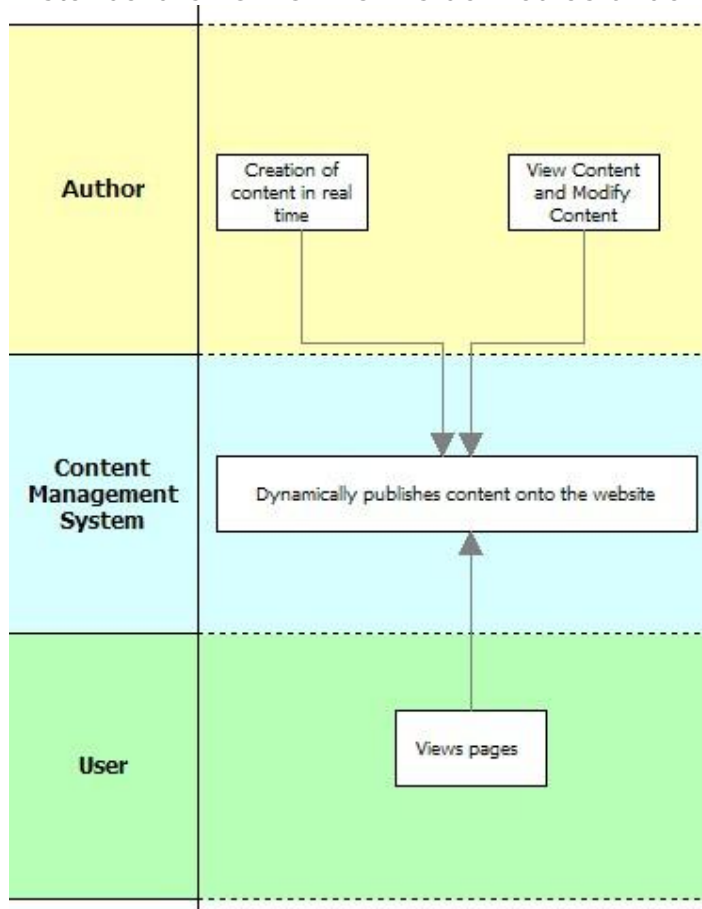 Author
Creation of
content in real
time
View Content
and Modify
Content
Content
Management
System
Dynamically publishes content onto the website
User
Views pages